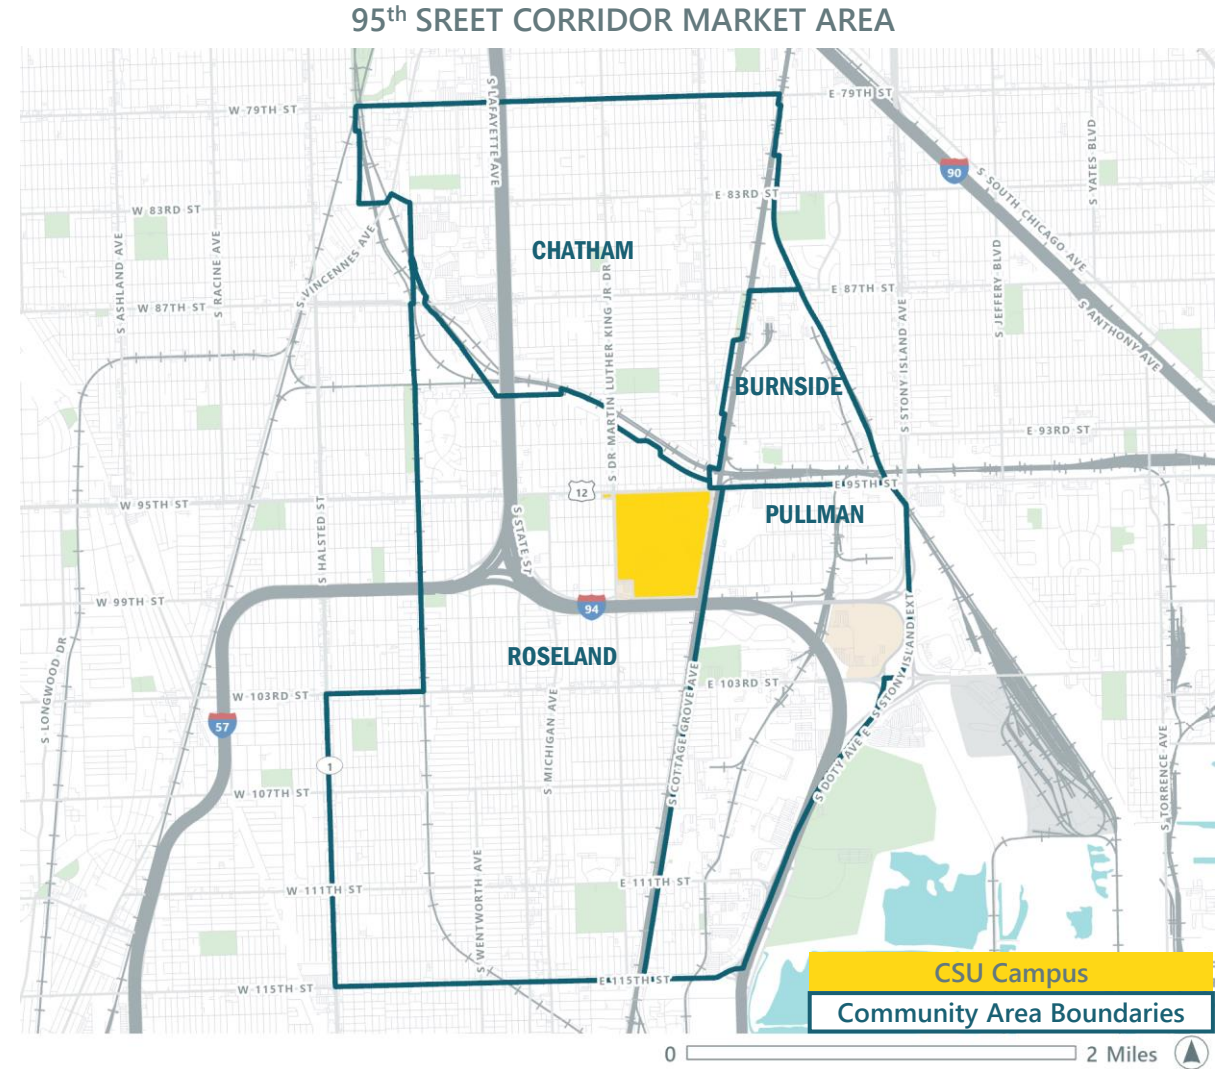 95th SREET CORRIDOR MARKET AREA
W 79TH ST
S LAFAYETTE AVE
E 79TH ST
90
S SOUTH CHICAGO AVE
S YATES BLVD
W 83RD ST
E 83RD ST
S ASHLAND AVE
S RACINE AVE
S VINCENNES AVE
CHATHAM
S JEFFERY BLVD
W 87TH ST
S DR MARTIN LUTHER KING JR DR
E 87TH ST
S STONY ISLAND AVE
S ANTHONY AVE
BURNSIDE
E 93RD ST
W 95TH ST
S HALSTED ST
12
S STATE ST
E 95TH ST
PULLMAN
W 99TH ST
94
S STONY ISLAND EXT
S LONGWOOD DR
ROSELAND
W 103RD ST
E 103RD ST
57
S MICHIGAN AVE
S COTTAGE GROVE AVE
1
S DOTY AVE E
S TORRENCE AVE
W 107TH ST
W 111TH ST
S WENTWORTH AVE
E 111TH ST
W 115TH ST
E 115TH ST
CSU Campus
Community Area Boundaries
0
2 Miles